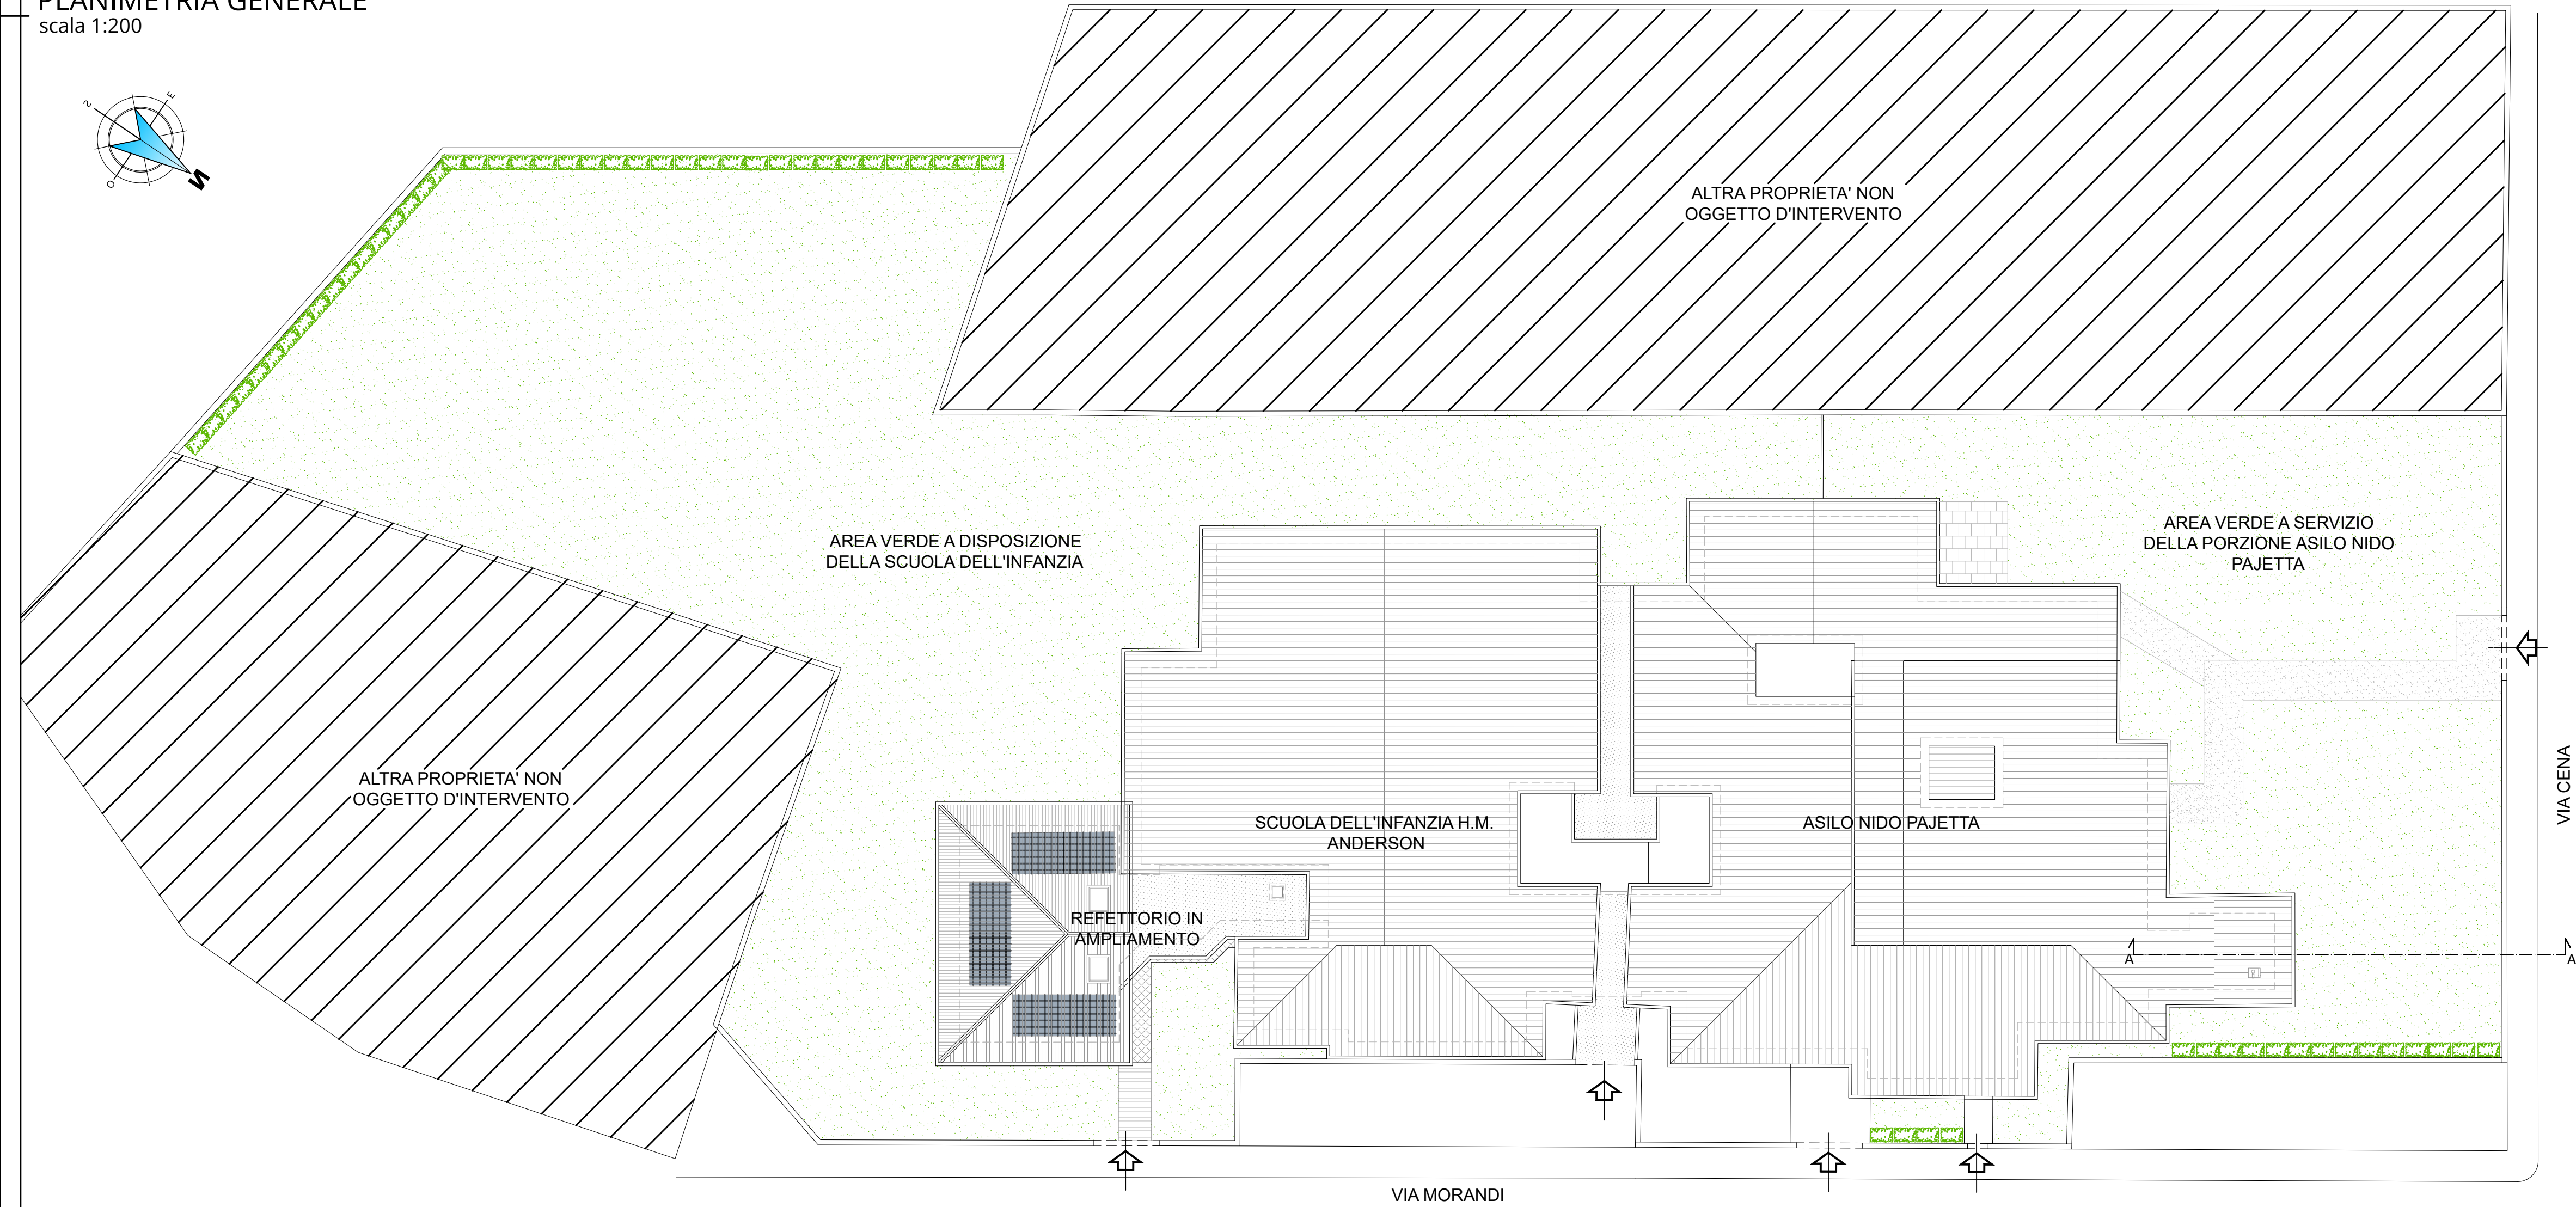 PLANIMETRIA GENERALE
scala 1:200
S
E
O
N
ALTRA PROPRIETA' NON
OGGETTO D'INTERVENTO
AREA VERDE A DISPOSIZIONE
DELLA SCUOLA DELL'INFANZIA
AREA VERDE A SERVIZIO
DELLA PORZIONE ASILO NIDO
PAJETTA
ALTRA PROPRIETA' NON
OGGETTO D'INTERVENTO
SCUOLA DELL'INFANZIA H.M.
ANDERSON
ASILO NIDO PAJETTA
VIA CENA
REFETTORIO IN
AMPLIAMENTO
A
A
VIA MORANDI